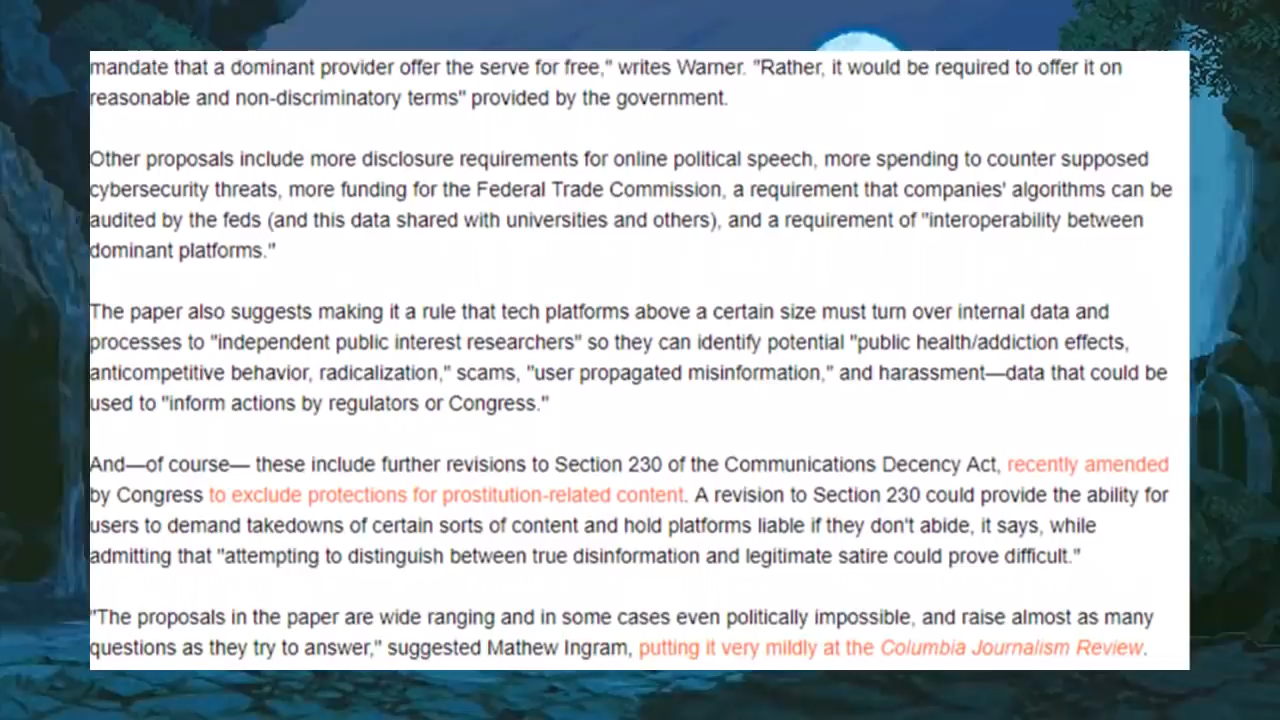 mandate that a dominant provider offer the serve for free," writes Warner. "Rather, it would be required to offer it on
reasonable and non-discriminatory terms" provided by the government.
Other proposals include more disclosure requirements for online political speech, more spending to counter supposed
cybersecurity threats, more funding for the Federal Trade Commission, a requirement that companies' algorithms can be
audited by the feds (and this data shared with universities and others), and a requirement of "interoperability between
dominant platforms."
The paper also suggests making it a rule that tech platforms above a certain size must turn over internal data and
processes to "independent public interest researchers" so they can identify potential "public health/addiction effects,
anticompetitive behavior, radicalization," scams, "user propagated misinformation," and harassment—data that could be
used to "inform actions by regulators or Congress."
And—of course— these include further revisions to Section 230 of the Communications Decency Act, recently amended
by Congress to exclude protections for prostitution-related content. A revision to Section 230 could provide the ability for
users to demand takedowns of certain sorts of content and hold platforms liable if they don't abide, it says, while
admitting that "attempting to distinguish between true disinformation and legitimate satire could prove difficult."
"The proposals in the paper are wide ranging and in some cases even politically impossible, and raise almost as many
questions as they try to answer," suggested Mathew Ingram, putting it very mildly at the Columbia Journalism Review.